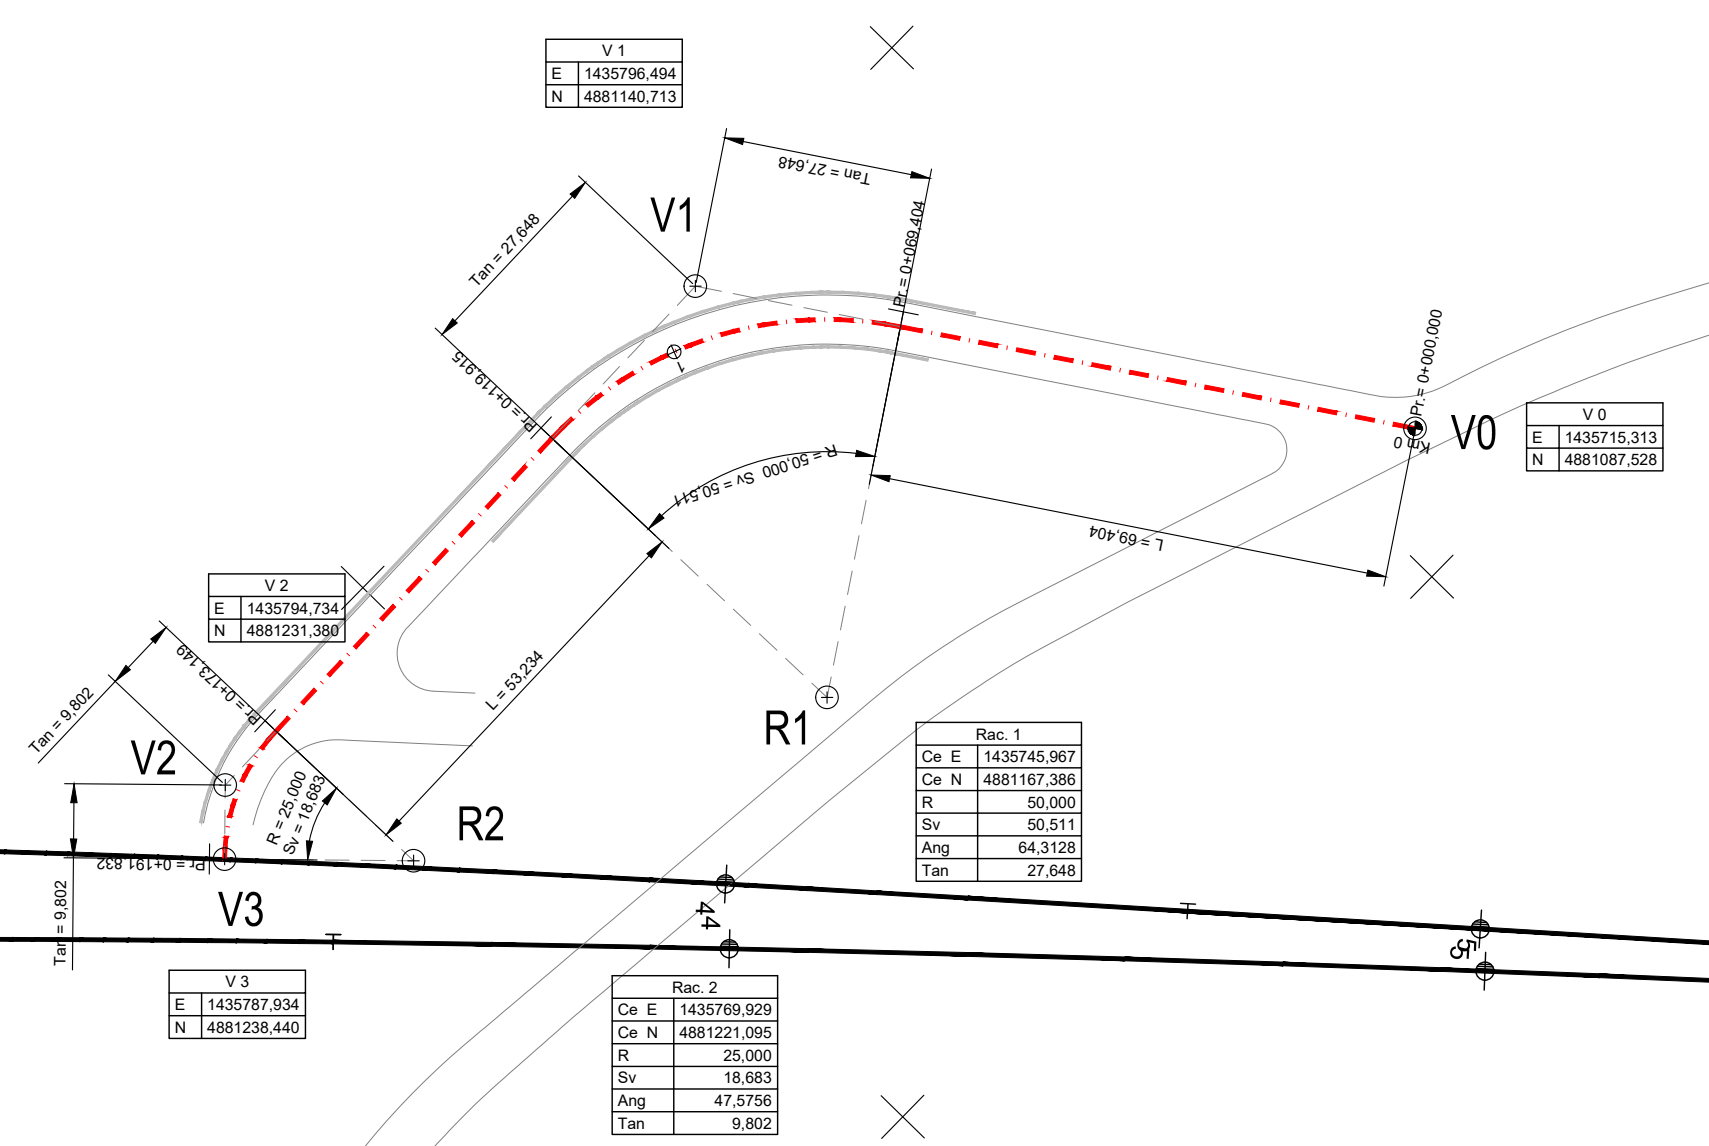 V 1
E 1435796,494
N 4881140,713
Tan = 27,648
V1
Tan = 27,648
Pr. = 0+069,404
Pr = 0+119,915
1
Pr. = 0+000,000
Km 0
V0
V 0
E 1435715,313
N 4881087,528
R = 50,000 Sv = 50,511
L = 69,404
V 2
E 1435794,734
N 4881231,380
Pr = 0+173,149
Tan = 9,802
L = 53,234
V2
R1
R = 25,000
Sv = 18,683
R2
Rac. 1
Ce E 1435745,967
Ce N 4881167,386
R 50,000
Sv 50,511
Ang 64,3128
Tan 27,648
Pr = 0+191,832
Tan = 9,802
V3
44
55
V 3
E 1435787,934
N 4881238,440
Rac. 2
Ce E 1435769,929
Ce N 4881221,095
R 25,000
Sv 18,683
Ang 47,5756
Tan 9,802